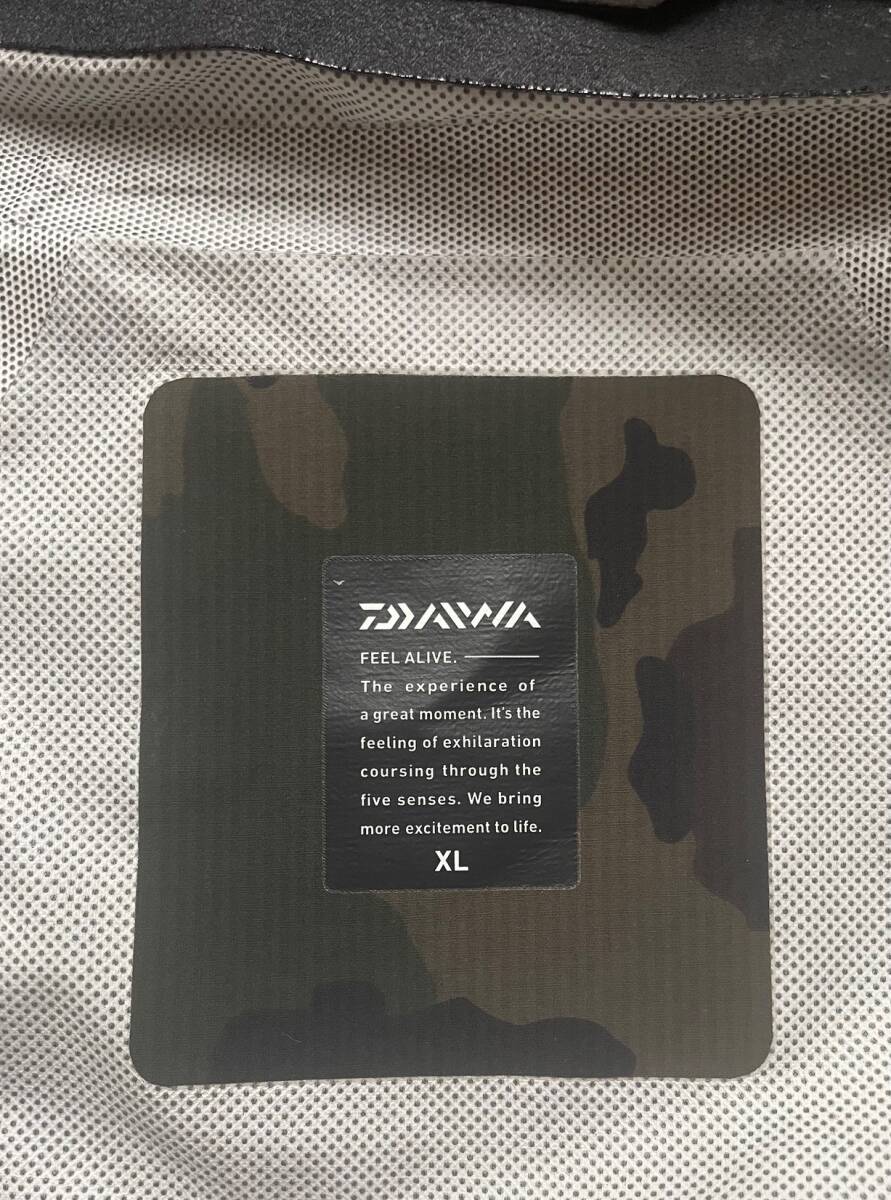 DAIWA
FEEL ALIVE.
The experience of
a great moment. It's the
feeling of exhilaration
coursing through the
five senses. We bring
more excitement to life.
XL